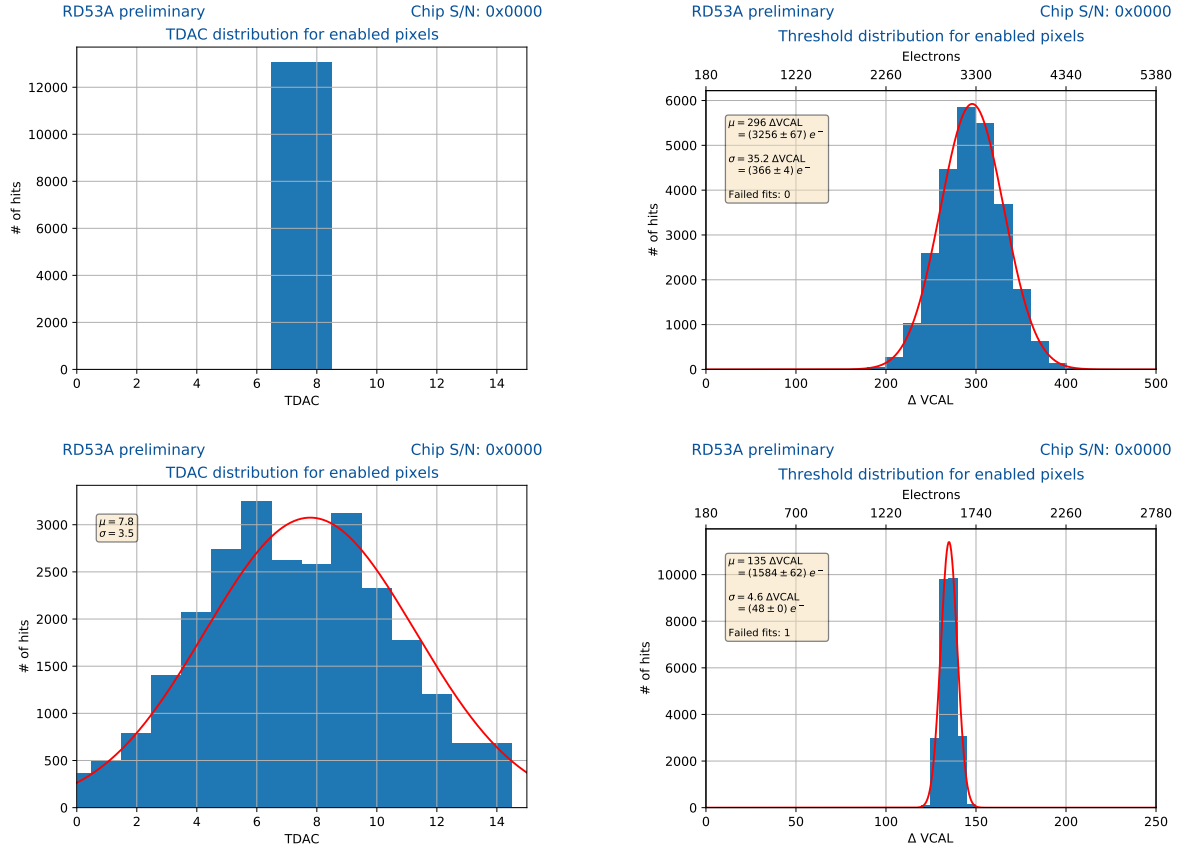 RD53A preliminary Chip S/N: 0x0000
TDAC distribution for enabled pixels
# of hits
12000
10000
8000
6000
4000
2000
0
0 2 4 6 8 10 12 14
TDAC
RD53A preliminary Chip S/N: 0x0000
Threshold distribution for enabled pixels
Electrons
180 1220 2260 3300 4340 5380
# of hits
6000
5000
4000
3000
2000
1000
0
μ = 296 ΔVCAL
= (3256 ± 67) e⁻
σ = 35.2 ΔVCAL
= (366 ± 4) e⁻
Failed fits: 0
0 100 200 300 400 500
Δ VCAL
RD53A preliminary Chip S/N: 0x0000
TDAC distribution for enabled pixels
# of hits
3000
2500
2000
1500
1000
500
0
μ = 7.8
σ = 3.5
0 2 4 6 8 10 12 14
TDAC
RD53A preliminary Chip S/N: 0x0000
Threshold distribution for enabled pixels
Electrons
180 700 1220 1740 2260 2780
# of hits
10000
8000
6000
4000
2000
0
μ = 135 ΔVCAL
= (1584 ± 62) e⁻
σ = 4.6 ΔVCAL
= (48 ± 0) e⁻
Failed fits: 1
0 50 100 150 200 250
Δ VCAL